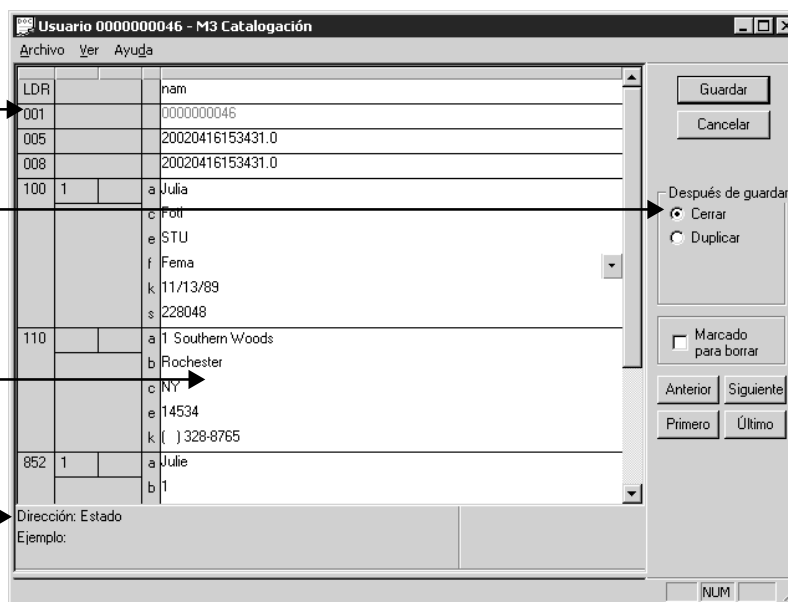 Usuario 0000000046 - M3 Catalogación
Archivo Ver Ayuda
LDR nam
001 0000000046
005 20020416153431.0
008 20020416153431.0
100 1 a Julia
c Foti
e STU
f Fema
k 11/13/89
s 228048
110 a 1 Southern Woods
b Rochester
c NY
e 14534
k ( ) 328-8765
852 1 a Julie
b 1
Dirección: Estado
Ejemplo:
Guardar
Cancelar
Después de guardar
Cerrar
Duplicar
Marcado
para borrar
Anterior Siguiente
Primero Último
NUM